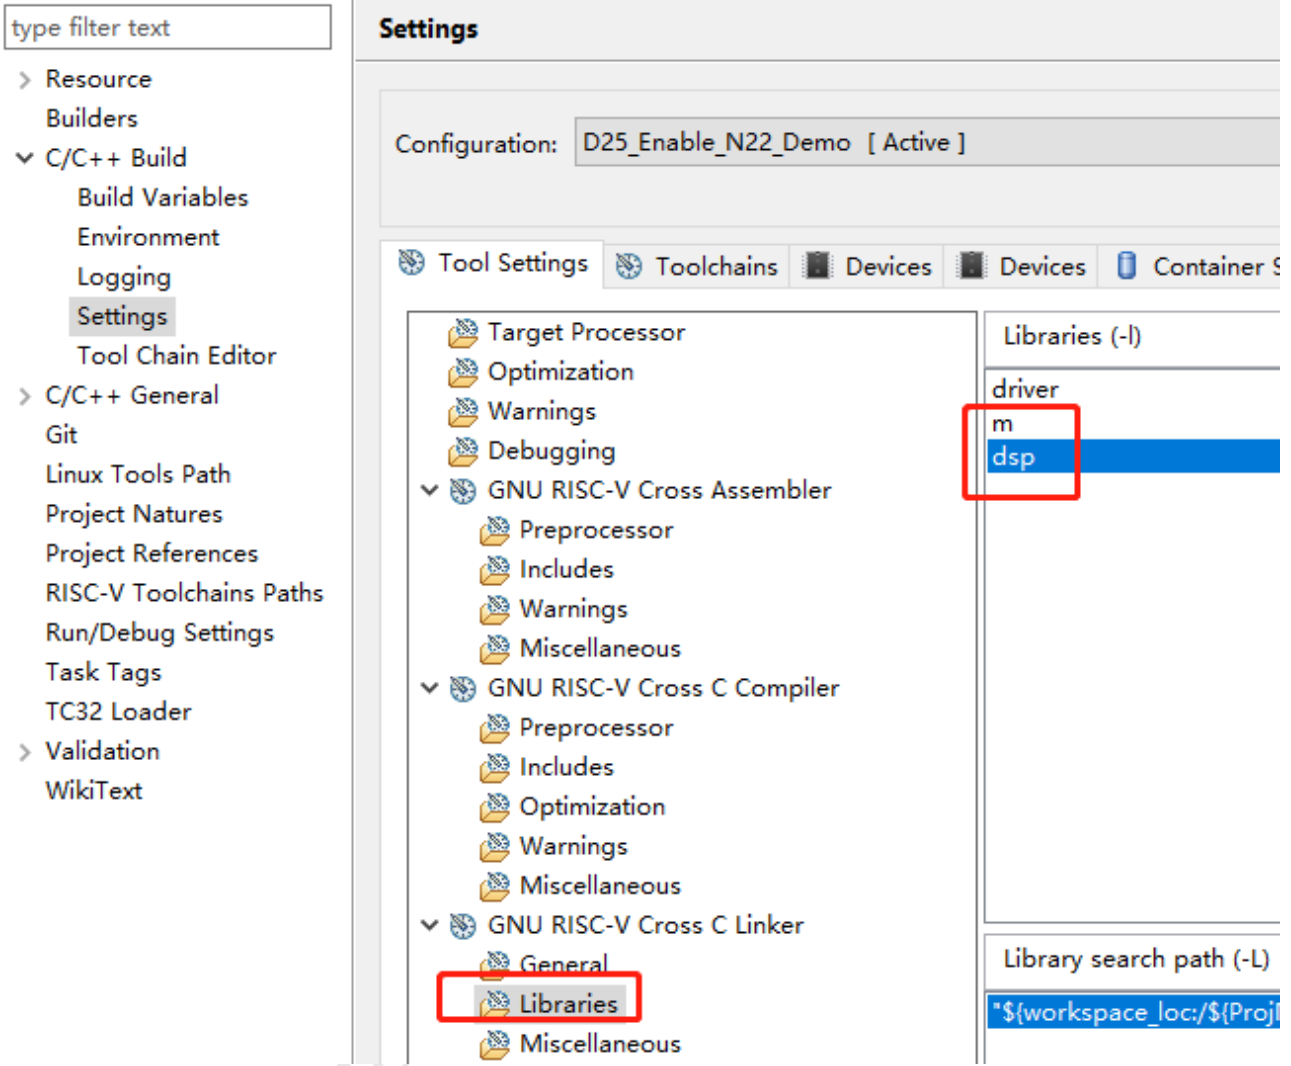 type filter text
Resource
Builders
C/C++ Build
Build Variables
Environment
Logging
Settings
Tool Chain Editor
C/C++ General
Git
Linux Tools Path
Project Natures
Project References
RISC-V Toolchains Paths
Run/Debug Settings
Task Tags
TC32 Loader
Validation
WikiText
Settings
Configuration: D25_Enable_N22_Demo [ Active ]
Tool Settings Toolchains Devices Devices Container S
Target Processor
Optimization
Warnings
Debugging
GNU RISC-V Cross Assembler
Preprocessor
Includes
Warnings
Miscellaneous
GNU RISC-V Cross C Compiler
Preprocessor
Includes
Optimization
Warnings
Miscellaneous
GNU RISC-V Cross C Linker
General
Libraries
Miscellaneous
Libraries (-l)
driver
m
dsp
Library search path (-L)
"${workspace_loc:/${Proj